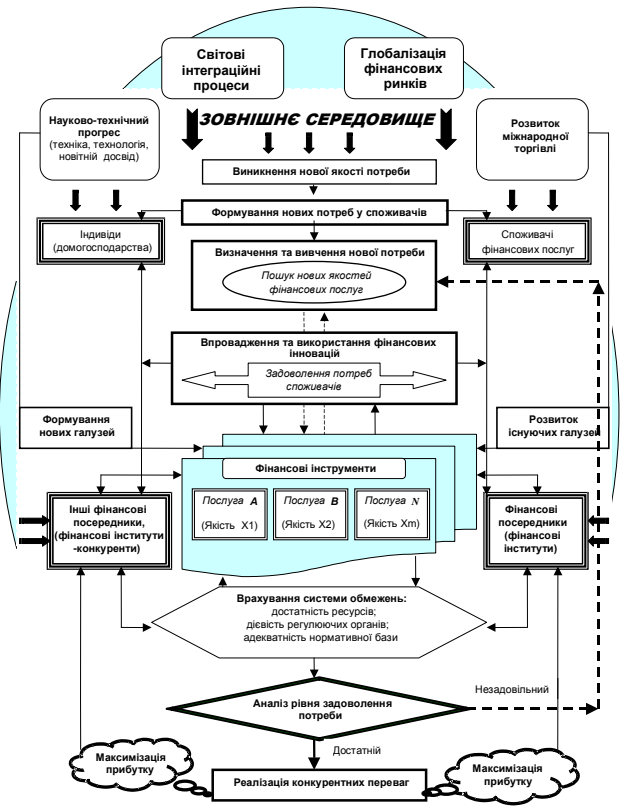 Світові
інтеграційні
процеси
Глобалізація
фінансових
ринків
Науково-технічний
прогрес
(техніка, технологія,
новітній досвід)
ЗОВНІШНЄ СЕРЕДОВИЩЕ
Розвиток
міжнародної
торгівлі
Виникнення нової якості потреби
Формування нових потреб у споживачів
Індивіди
(домогосподарства)
Споживачі
фінансових послуг
Визначення та вивчення нової потреби
Пошук нових якостей
фінансових послуг
Впровадження та використання фінансових
інновацій
Задоволення потреб
споживачів
Формування
нових галузей
Розвиток
існуючих галузей
Фінансові інструменти
Послуга A
(Якість X1)
Послуга B
(Якість X2)
Послуга N
(Якість Xm)
Інші фінансові
посередники,
(фінансові інститути
-конкуренти)
Фінансові
посередники
(фінансові
інститути)
Врахування системи обмежень:
достатність ресурсів;
дієвість регулюючих органів;
адекватність нормативної бази
Аналіз рівня задоволення
потреби
Незадовільний
Достатній
Максимізація
прибутку
Реалізація конкурентних переваг
Максимізація
прибутку